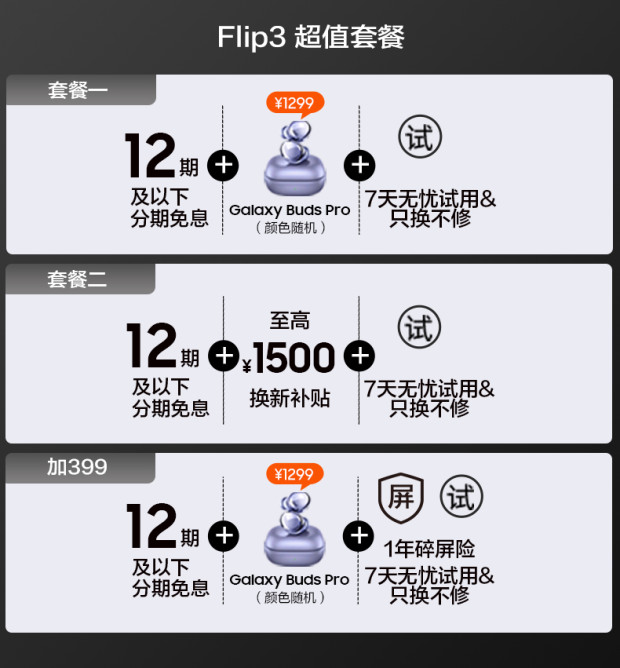 Flip3 超值套餐
套餐一
12期
及以下
分期免息
+
¥1299
Galaxy Buds Pro
（颜色随机）
+
试
7天无忧试用&
只换不修
套餐二
12期
及以下
分期免息
+
至高
¥1500
换新补贴
+
试
7天无忧试用&
只换不修
加399
12期
及以下
分期免息
+
¥1299
Galaxy Buds Pro
（颜色随机）
+
屏 试
1年碎屏险
7天无忧试用&
只换不修